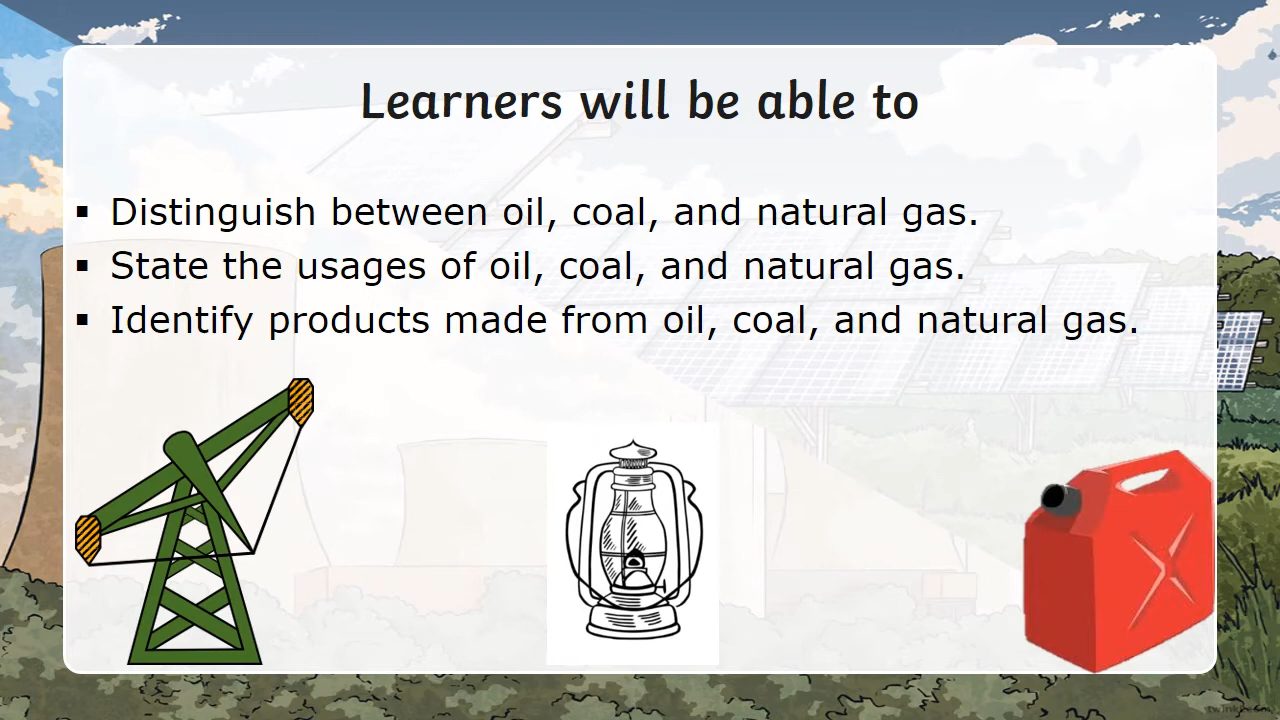 Learners will be able to
▪ Distinguish between oil, coal, and natural gas.
▪ State the usages of oil, coal, and natural gas.
▪ Identify products made from oil, coal, and natural gas.